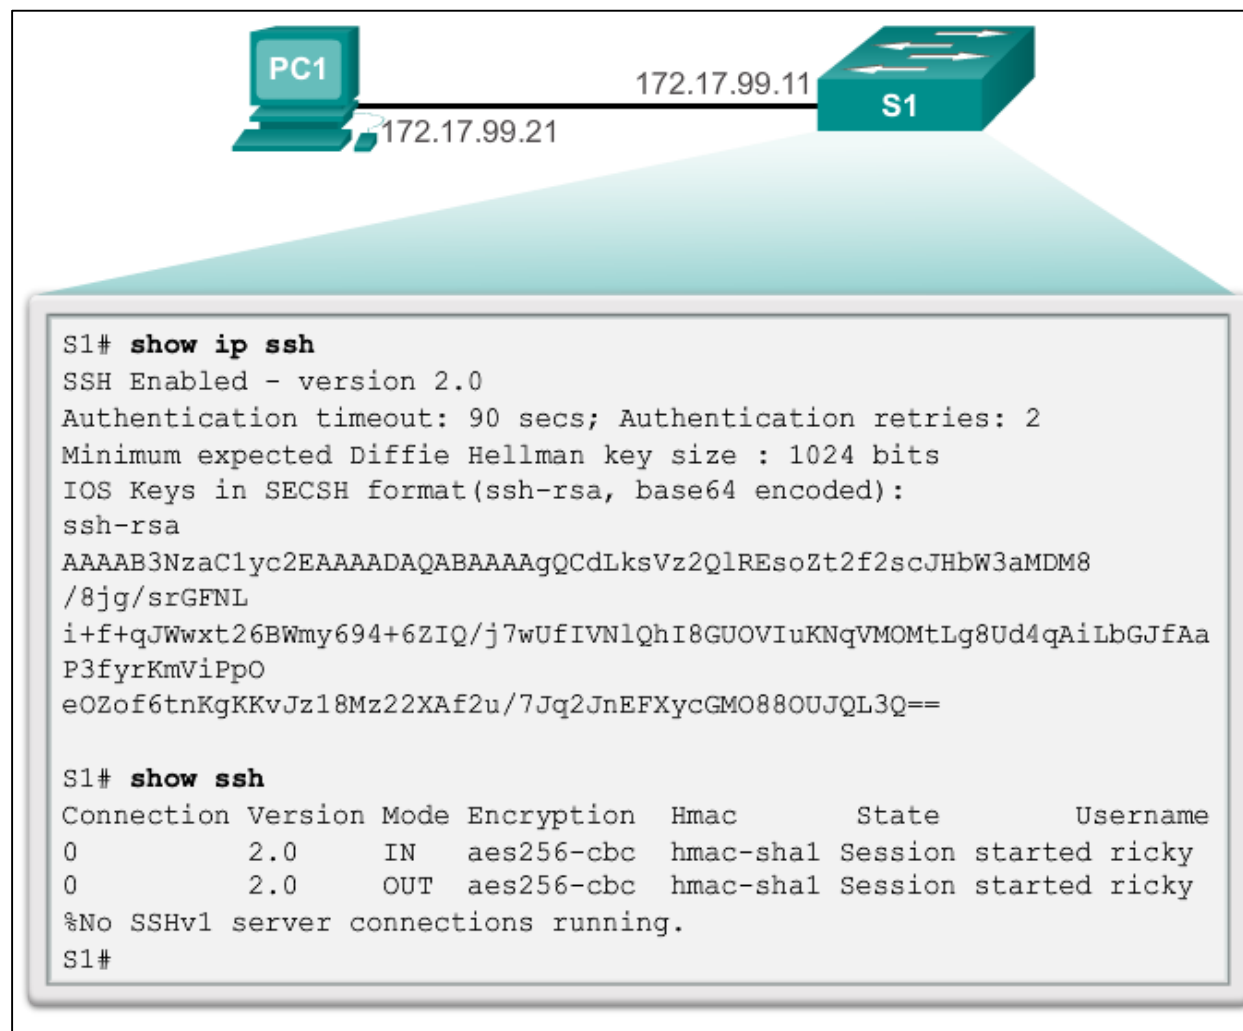 PC1
172.17.99.11
S1
172.17.99.21
S1# show ip ssh
SSH Enabled - version 2.0
Authentication timeout: 90 secs; Authentication retries: 2
Minimum expected Diffie Hellman key size : 1024 bits
IOS Keys in SECSH format(ssh-rsa, base64 encoded):
ssh-rsa
AAAAB3NzaC1yc2EAAAADAQABAAAAgQCdLksVz2QlREsoZt2f2scJHbW3aMDM8
/8jg/srGFNL
i+f+qJWwxt26BWmy694+6ZIQ/j7wUfIVNlQhI8GUOVIuKNqVMOMtLg8Ud4qAiLbGJfAa
P3fyrKmViPpO
eOZof6tnKgKKvJz18Mz22XAf2u/7Jq2JnEFXycGMO88OUJQL3Q==
S1# show ssh
Connection Version Mode Encryption  Hmac       State        Username
0          2.0     IN   aes256-cbc  hmac-sha1 Session started ricky
0          2.0     OUT  aes256-cbc  hmac-sha1 Session started ricky
%No SSHv1 server connections running.
S1#